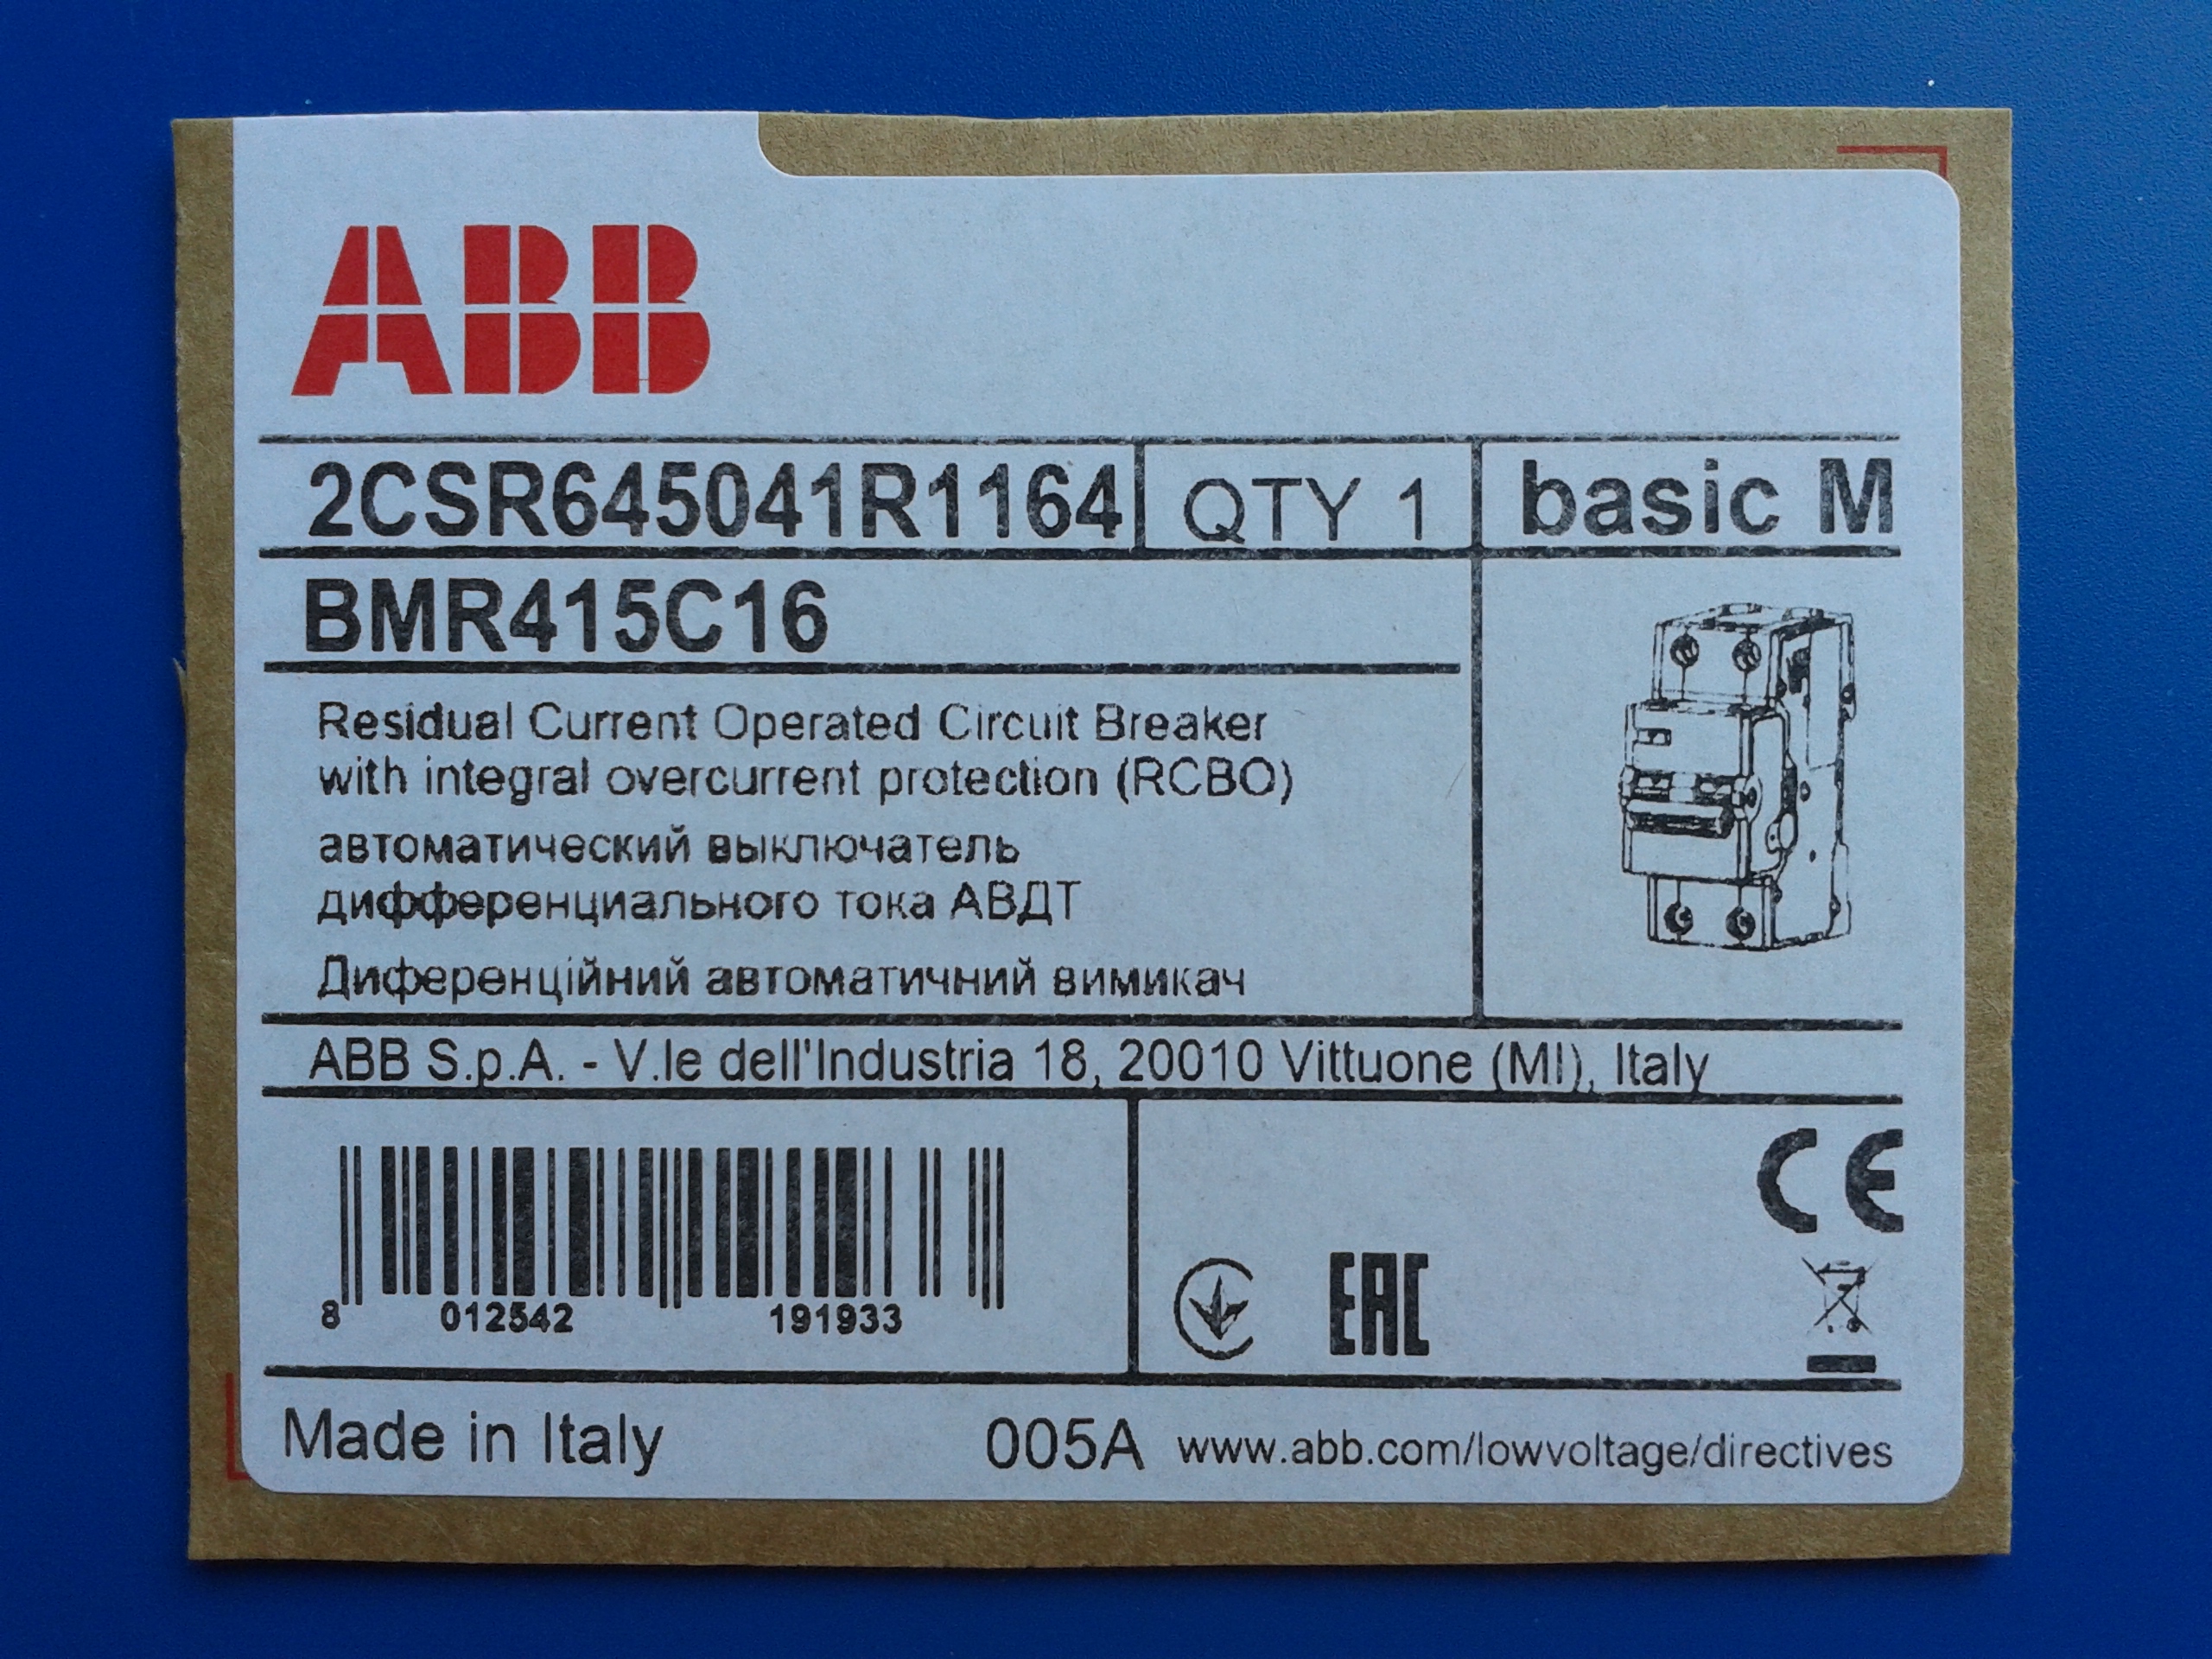 ABB
2CSR645041R1164 QTY 1 basic M
BMR415C16
Residual Current Operated Circuit Breaker
with integral overcurrent protection (RCBO)
автоматический выключатель
дифференциального тока АВДТ
Диференційний автоматичний вимикач
ABB S.p.A. - V.le dell'Industria 18, 20010 Vittuone (MI), Italy
CE
8 012542 191933
EAC
Made in Italy 005A www.abb.com/lowvoltage/directives